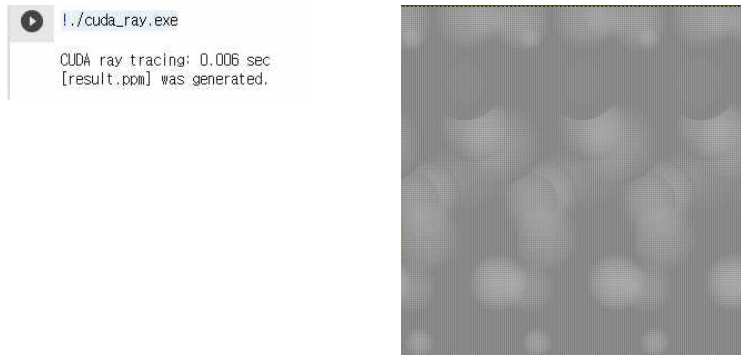 !./cuda_ray.exe
CUDA ray tracing: 0.006 sec
[result.ppm] was generated.